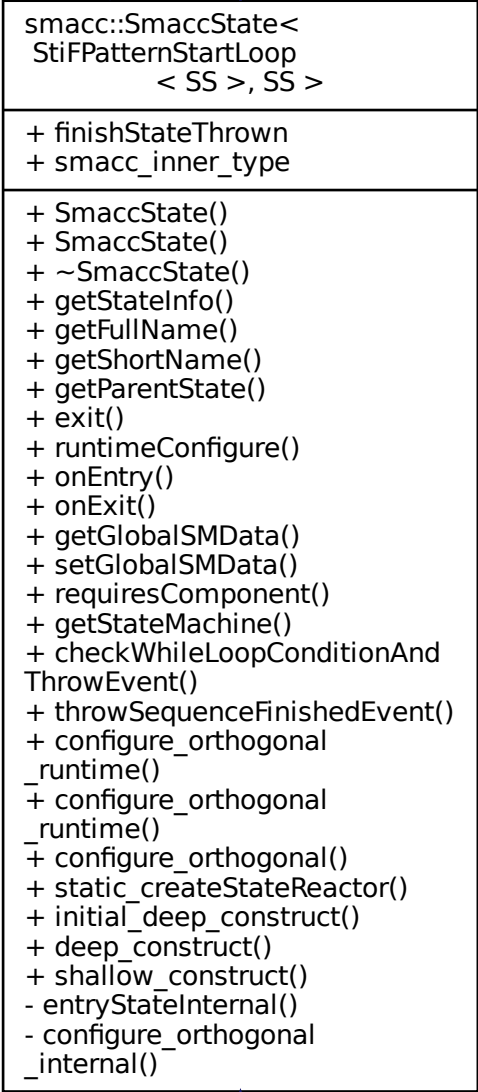 smacc::SmaccState<
StiFPatternStartLoop
< SS >, SS >
+ finishStateThrown
+ smacc_inner_type
+ SmaccState()
+ SmaccState()
+ ~SmaccState()
+ getStateInfo()
+ getFullName()
+ getShortName()
+ getParentState()
+ exit()
+ runtimeConfigure()
+ onEntry()
+ onExit()
+ getGlobalSMData()
+ setGlobalSMData()
+ requiresComponent()
+ getStateMachine()
+ checkWhileLoopConditionAnd
ThrowEvent()
+ throwSequenceFinishedEvent()
+ configure_orthogonal
_runtime()
+ configure_orthogonal
_runtime()
+ configure_orthogonal()
+ static_createStateReactor()
+ initial_deep_construct()
+ deep_construct()
+ shallow_construct()
- entryStateInternal()
- configure_orthogonal
_internal()